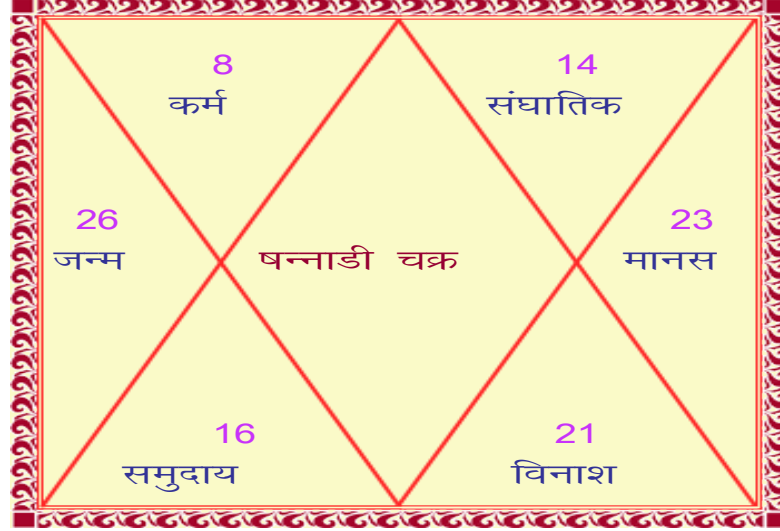 8
कर्म
14
संघातिक
26
जन्म
षन्नाडी चक्र
23
मानस
16
समुदाय
21
विनाश